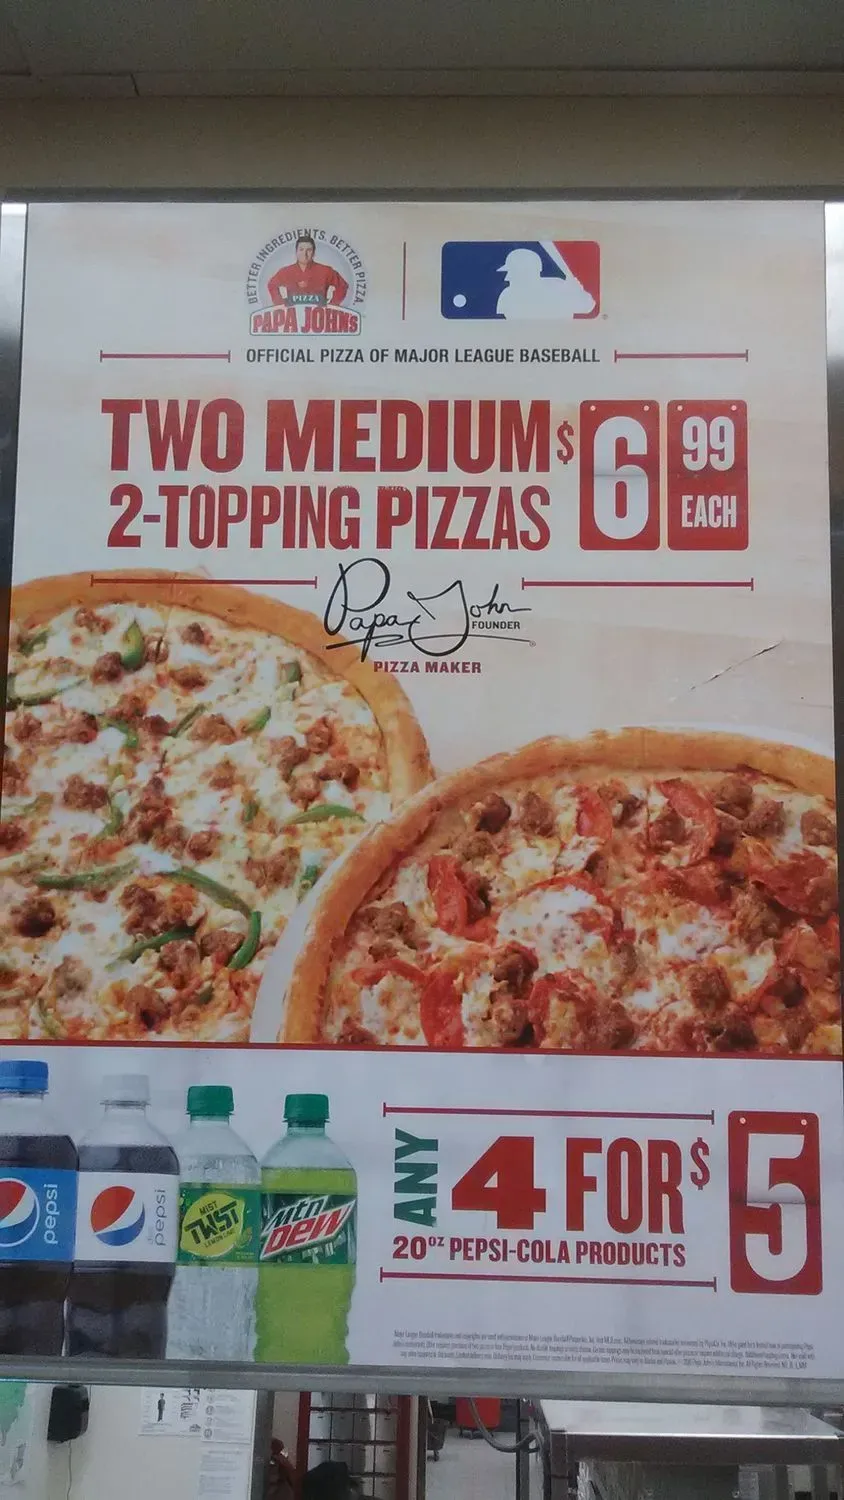 BETTER INGREDIENTS. BETTER PIZZA.
PIZZA
PAPA JOHNS
OFFICIAL PIZZA OF MAJOR LEAGUE BASEBALL
TWO MEDIUM
2-TOPPING PIZZAS
$6 99
EACH
Papa John
FOUNDER
PIZZA MAKER
pepsi
pepsi
MIST
TWST
LEMON LIME
mtn
DEW
ANY 4 FOR $5
20oz PEPSI-COLA PRODUCTS